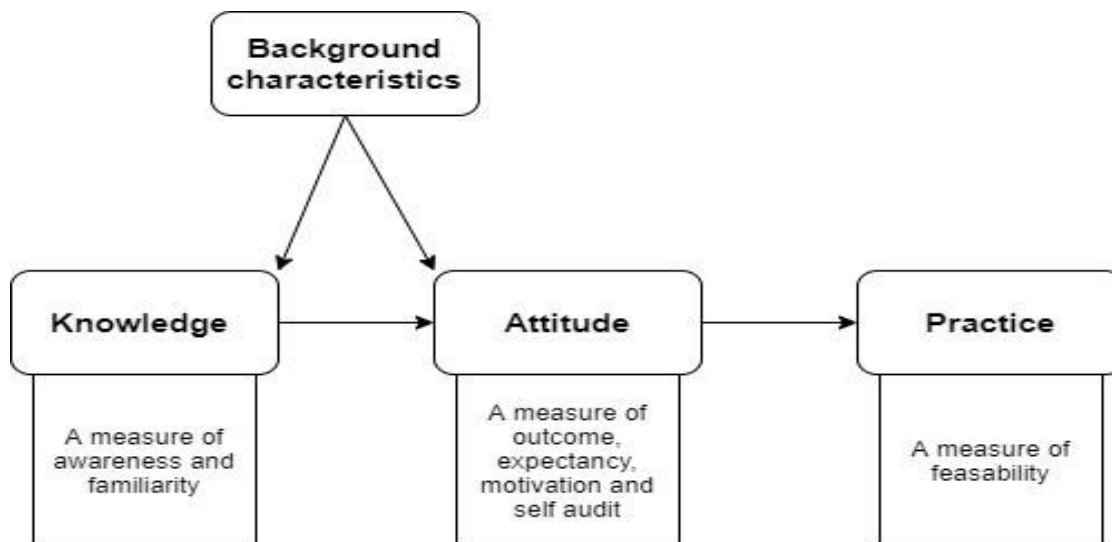 Background
characteristics
Knowledge
Attitude
Practice
A measure of
awareness and
familiarity
A measure of
outcome,
expectancy,
motivation and
self audit
A measure of
feasability